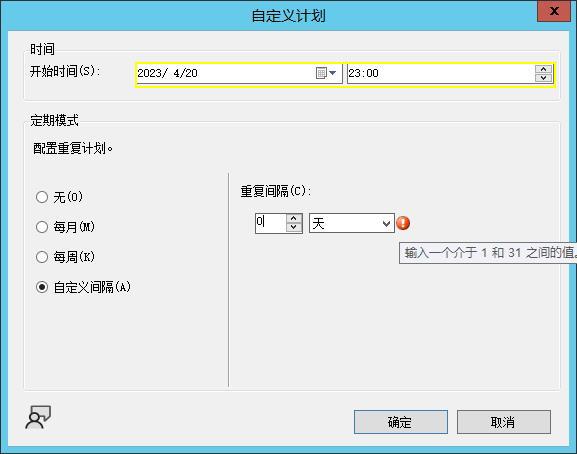 自定义计划
x
时间
开始时间(S):
2023/ 4/20
23:00
定期模式
配置重复计划。
无(O)
每月(M)
每周(K)
自定义间隔(A)
重复间隔(C):
0
天
输入一个介于 1 和 31 之间的值。
确定
取消